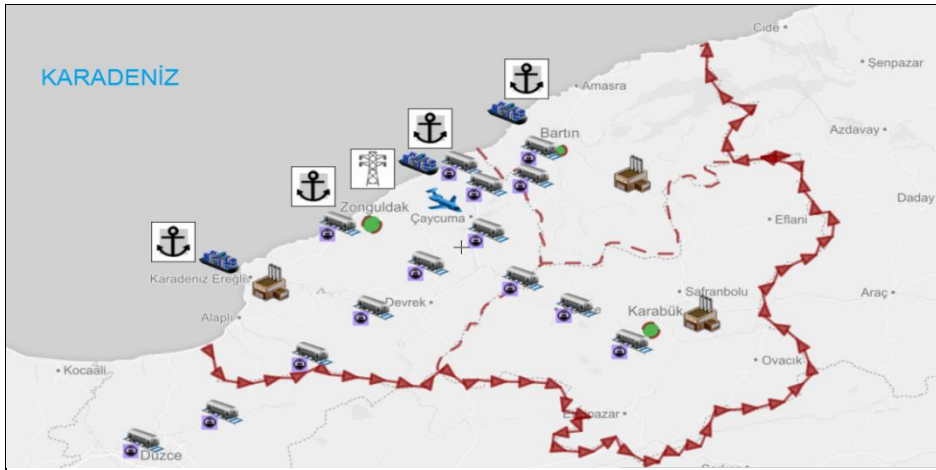 Cide
KARADENİZ
Şenpazar
Amasra
Azdavay
Bartın
Daday
Zonguldak
Çaycuma
Eflani
Karadeniz Ereğli
Safranbolu
Araç
Devrek
Alaplı
Karabük
Ovacık
Kocaali
Düzce